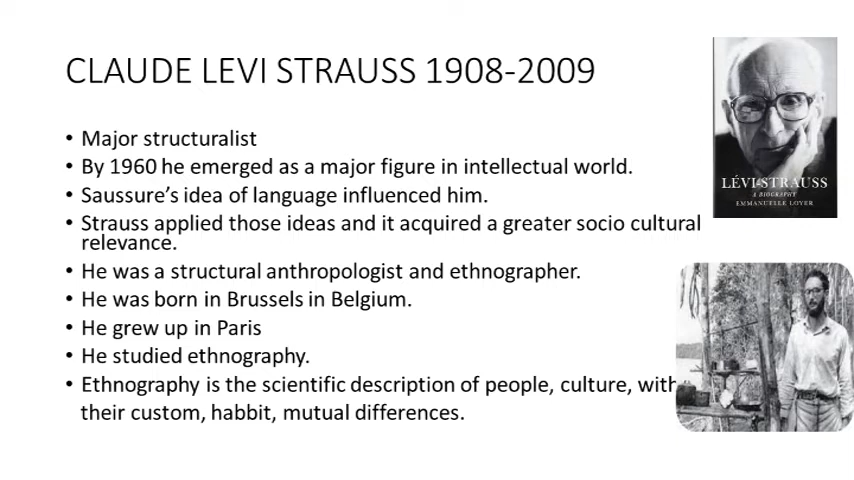 CLAUDE LEVI STRAUSS 1908-2009
• Major structuralist
• By 1960 he emerged as a major figure in intellectual world.
• Saussure's idea of language influenced him.
• Strauss applied those ideas and it acquired a greater socio cultural
relevance.
• He was a structural anthropologist and ethnographer.
• He was born in Brussels in Belgium.
• He grew up in Paris
• He studied ethnography.
• Ethnography is the scientific description of people, culture, with
their custom, habbit, mutual differences.
LÉVI-STRAUSS
A BIOGRAPHY
EMMANUELLE LOYER